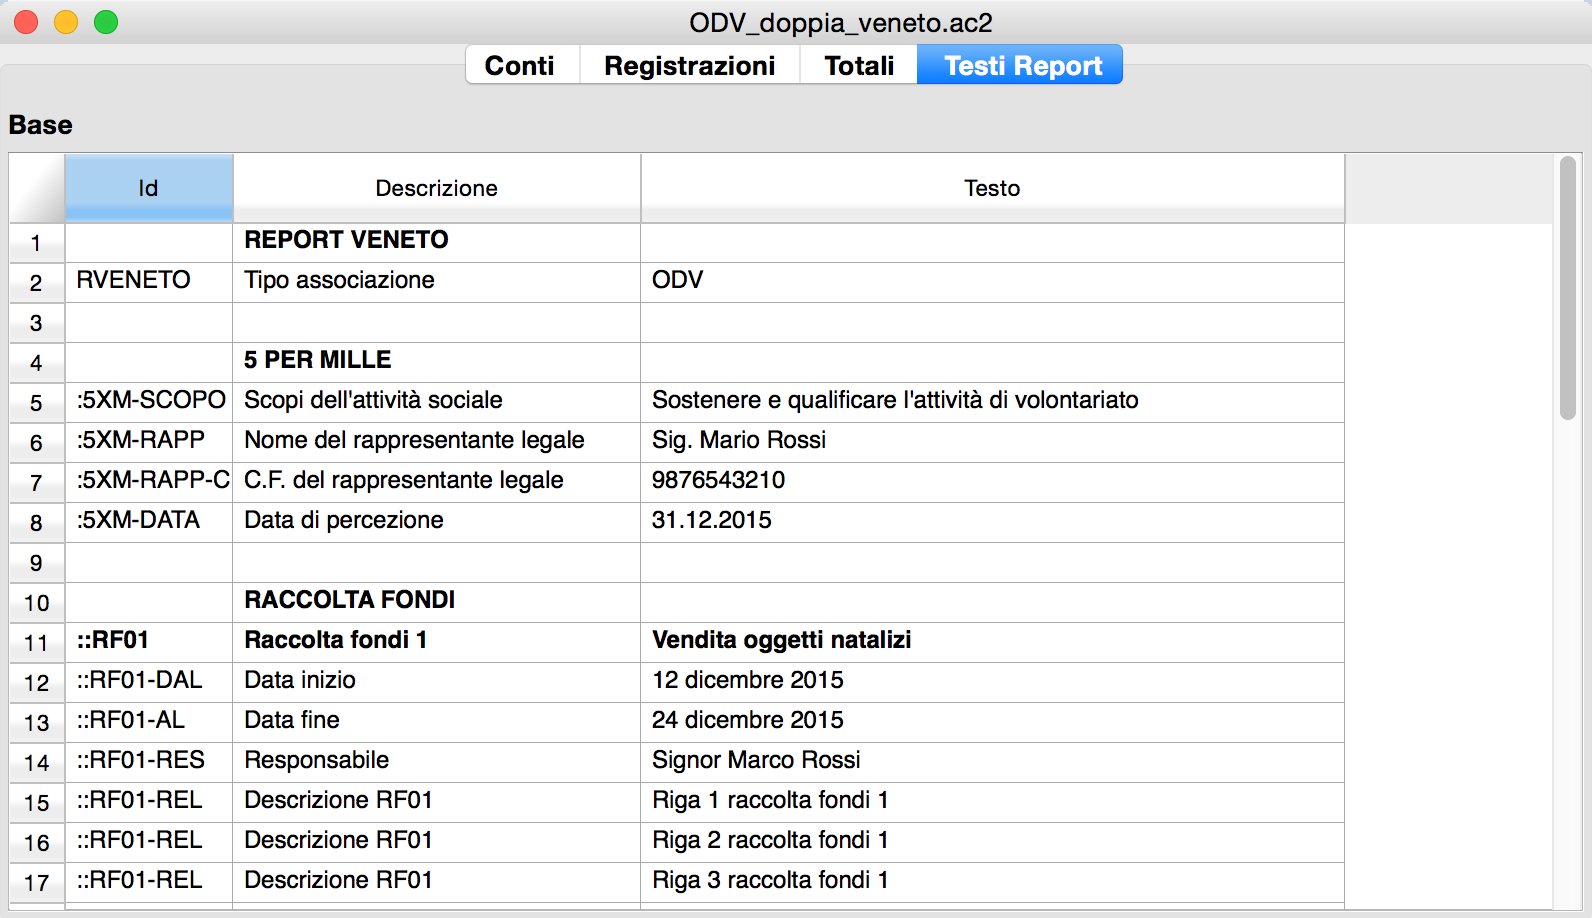 ODV_doppia_veneto.ac2
Conti Registrazioni Totali Testi Report
Base
Id Descrizione Testo
1 REPORT VENETO
2 RVENETO Tipo associazione ODV
3
4 5 PER MILLE
5 :5XM-SCOPO Scopi dell'attività sociale Sostenere e qualificare l'attività di volontariato
6 :5XM-RAPP Nome del rappresentante legale Sig. Mario Rossi
7 :5XM-RAPP-C C.F. del rappresentante legale 9876543210
8 :5XM-DATA Data di percezione 31.12.2015
9
10 RACCOLTA FONDI
11 ::RF01 Raccolta fondi 1 Vendita oggetti natalizi
12 ::RF01-DAL Data inizio 12 dicembre 2015
13 ::RF01-AL Data fine 24 dicembre 2015
14 ::RF01-RES Responsabile Signor Marco Rossi
15 ::RF01-REL Descrizione RF01 Riga 1 raccolta fondi 1
16 ::RF01-REL Descrizione RF01 Riga 2 raccolta fondi 1
17 ::RF01-REL Descrizione RF01 Riga 3 raccolta fondi 1